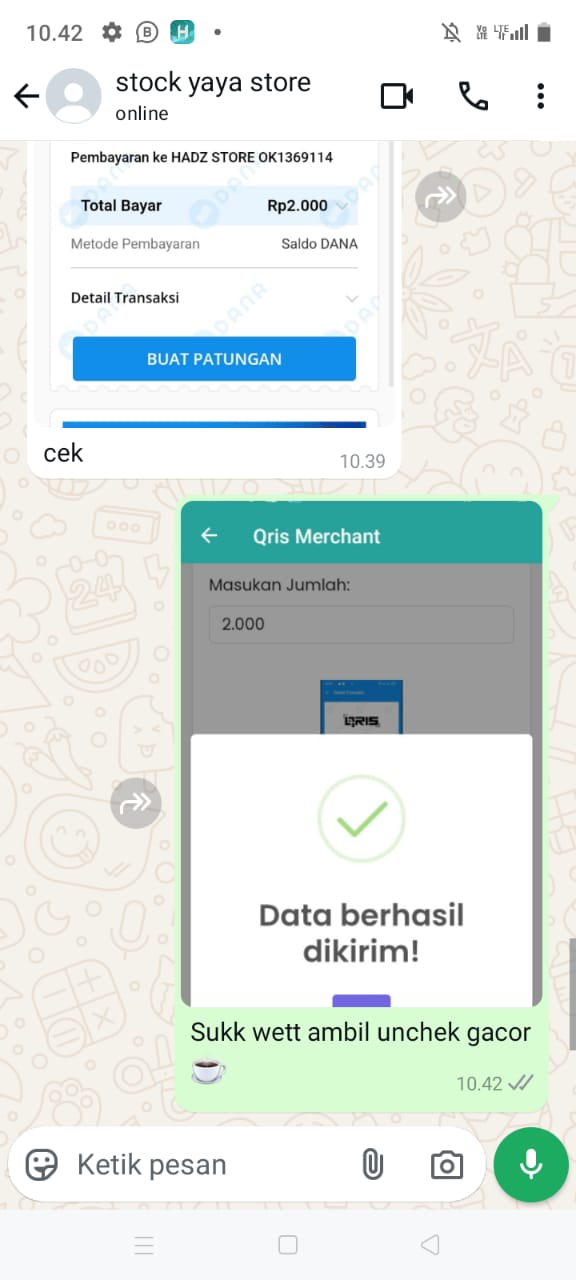 10.42
stock yaya store
online
Pembayaran ke HADZ STORE OK1369114
Total Bayar Rp2.000
Metode Pembayaran Saldo DANA
Detail Transaksi
BUAT PATUNGAN
cek
10.39
Qris Merchant
Masukan Jumlah:
2.000
QRIS
Data berhasil
dikirim!
Sukk wett ambil unchek gacor
10.42
Ketik pesan